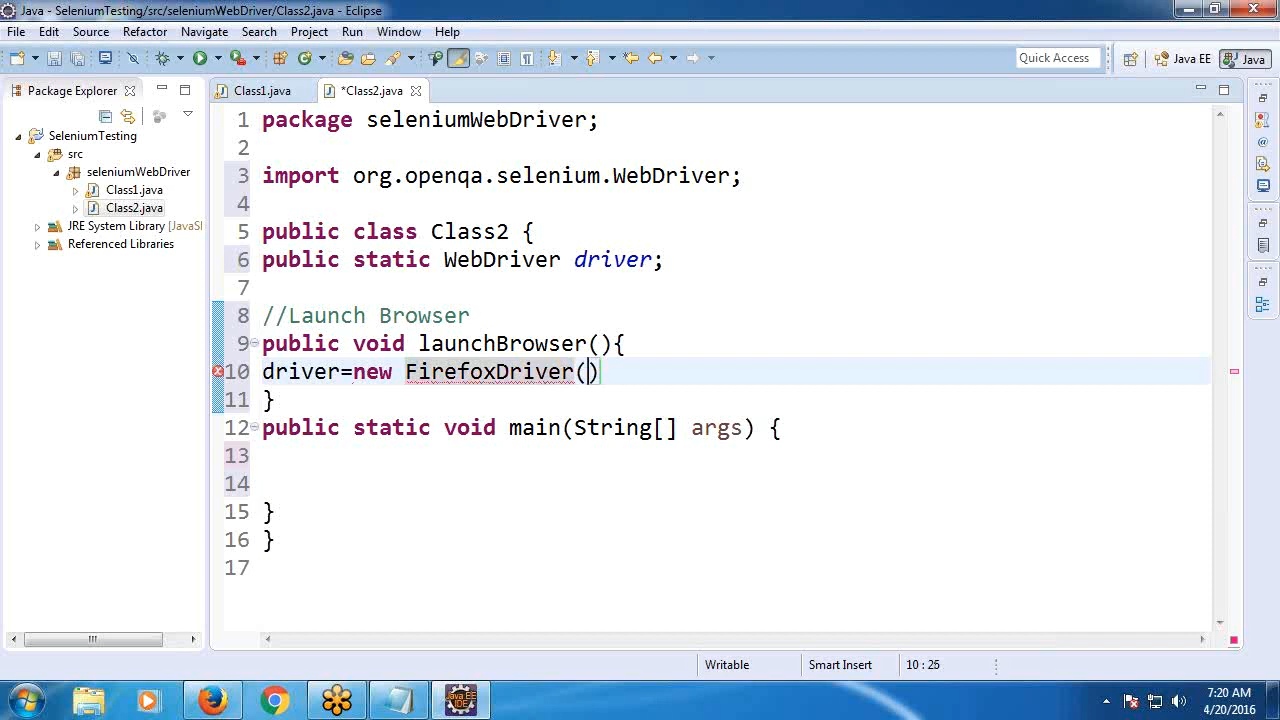 Java - SeleniumTesting/src/seleniumWebDriver/Class2.java - Eclipse
File Edit Source Refactor Navigate Search Project Run Window Help
Quick Access
Java EE
Java
Package Explorer
Class1.java
*Class2.java
SeleniumTesting
src
seleniumWebDriver
Class1.java
Class2.java
JRE System Library [JavaS
Referenced Libraries
1 package seleniumWebDriver;
2
3 import org.openqa.selenium.WebDriver;
4
5 public class Class2 {
6 public static WebDriver driver;
7
8 //Launch Browser
9 public void launchBrowser(){
10 driver=new FirefoxDriver()
11 }
12 public static void main(String[] args) {
13
14
15 }
16 }
17
Writable Smart Insert 10 : 25
Java EE
IDE
7:20 AM
4/20/2016